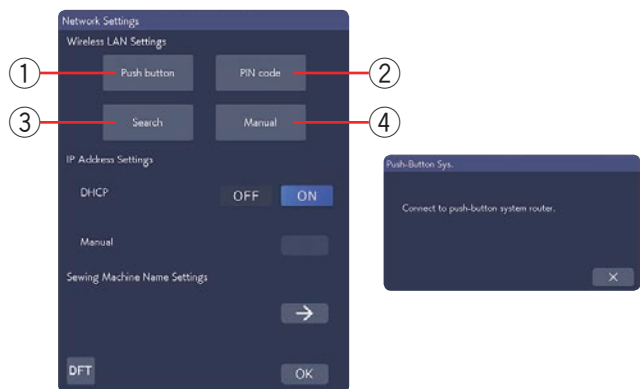 Network Settings
Wireless LAN Settings
1 Push button PIN code 2
3 Search Manual 4
IP Address Settings
DHCP OFF ON
Manual
Sewing Machine Name Settings
→
DFT OK
Push-Button Sys.
Connect to push-button system router.
×